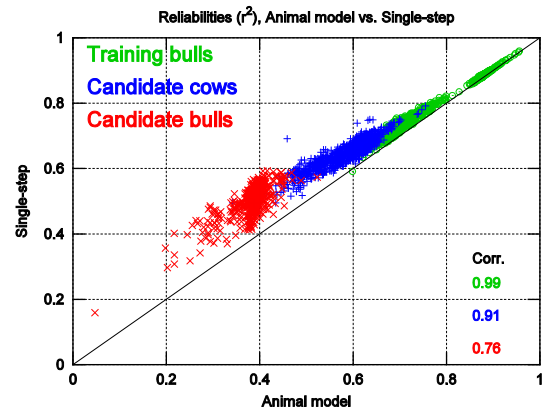 Reliabilities (r²), Animal model vs. Single-step
1
Training bulls
Candidate cows
Candidate bulls
0.8
0.6
Single-step
0.4
Corr.
0.99
0.2
0.91
0.76
0
0
0.2
0.4
0.6
0.8
1
Animal model